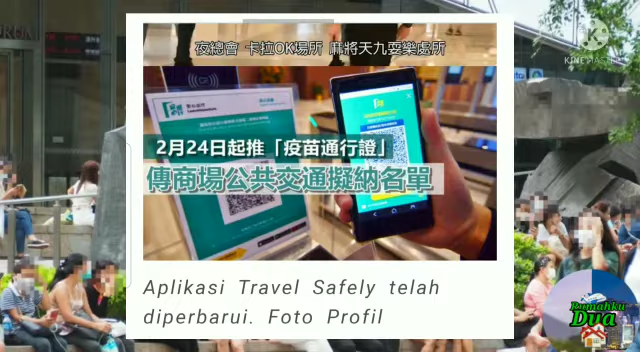 RUM
夜總會 卡拉OK場所 麻將天九耍樂處所
KINEMASTER
2月24日起推「疫苗通行證」
傳商場公共交通擬納名單
Aplikasi Travel Safely telah
diperbarui. Foto Profil
Rumahku
Dua